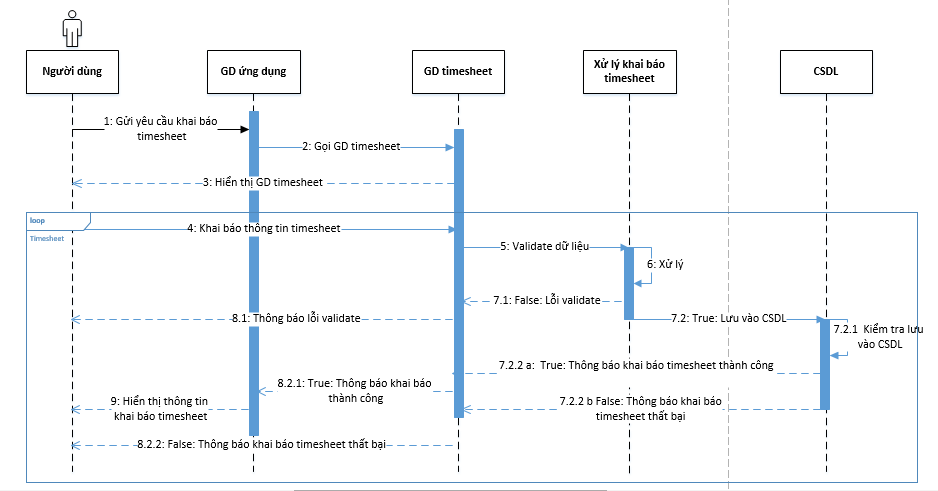 Người dùng
GD ứng dụng
GD timesheet
Xử lý khai báo
timesheet
CSDL
1: Gửi yêu cầu khai báo
timesheet
2: Gọi GD timesheet
3: Hiển thị GD timesheet
loop
Timesheet
4: Khai báo thông tin timesheet
5: Validate dữ liệu
6: Xử lý
7.1: False: Lỗi validate
8.1: Thông báo lỗi validate
7.2: True: Lưu vào CSDL
7.2.1 Kiểm tra lưu
vào CSDL
7.2.2 a: True: Thông báo khai báo timesheet thành công
8.2.1: True: Thông báo khai báo
thành công
9: Hiển thị thông tin
khai báo timesheet
7.2.2 b False: Thông báo khai báo
timesheet thất bại
8.2.2: False: Thông báo khai báo timesheet thất bại